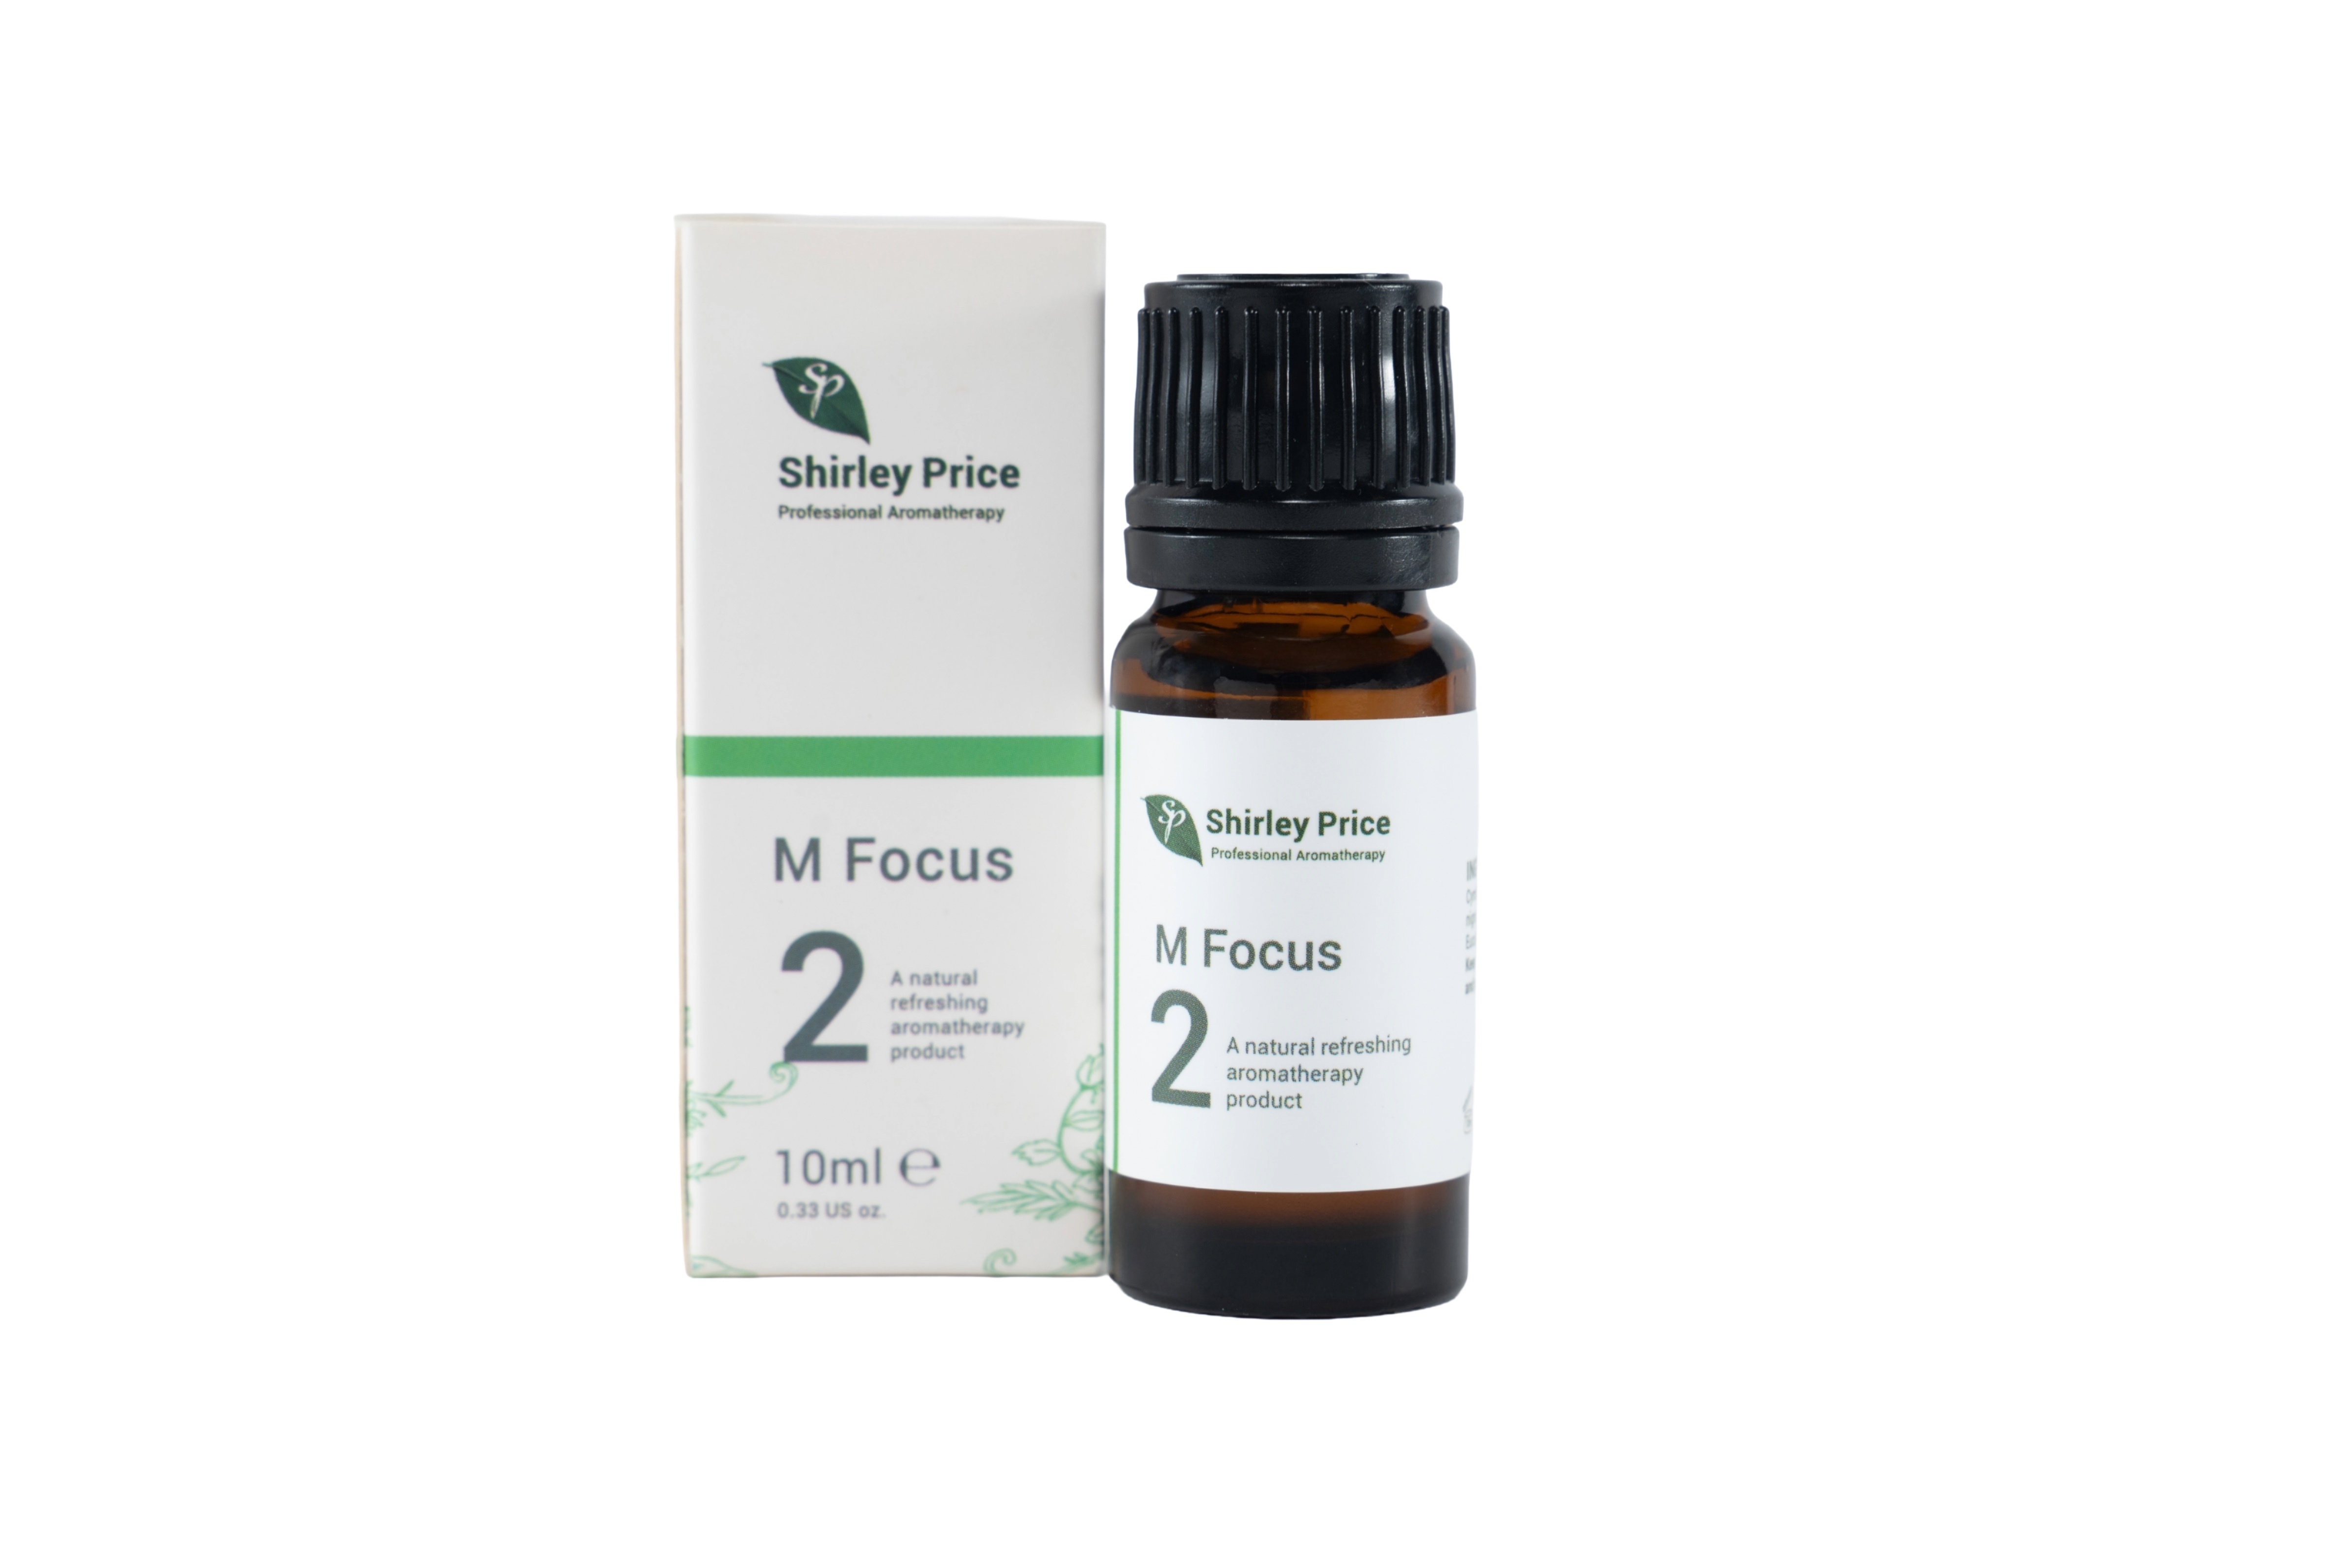 sp
Shirley Price
Professional Aromatherapy
M Focus
2
A natural
refreshing
aromatherapy
product
10ml ℮
0.33 US oz.
sp
Shirley Price
Professional Aromatherapy
M Focus
2
A natural refreshing
aromatherapy
product